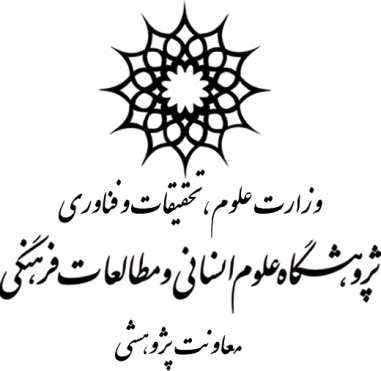 وزارت علوم، تحقیقات و فناوری
پژوهشگاه علوم انسانی و مطالعات فرهنگی
معاونت پژوهشی